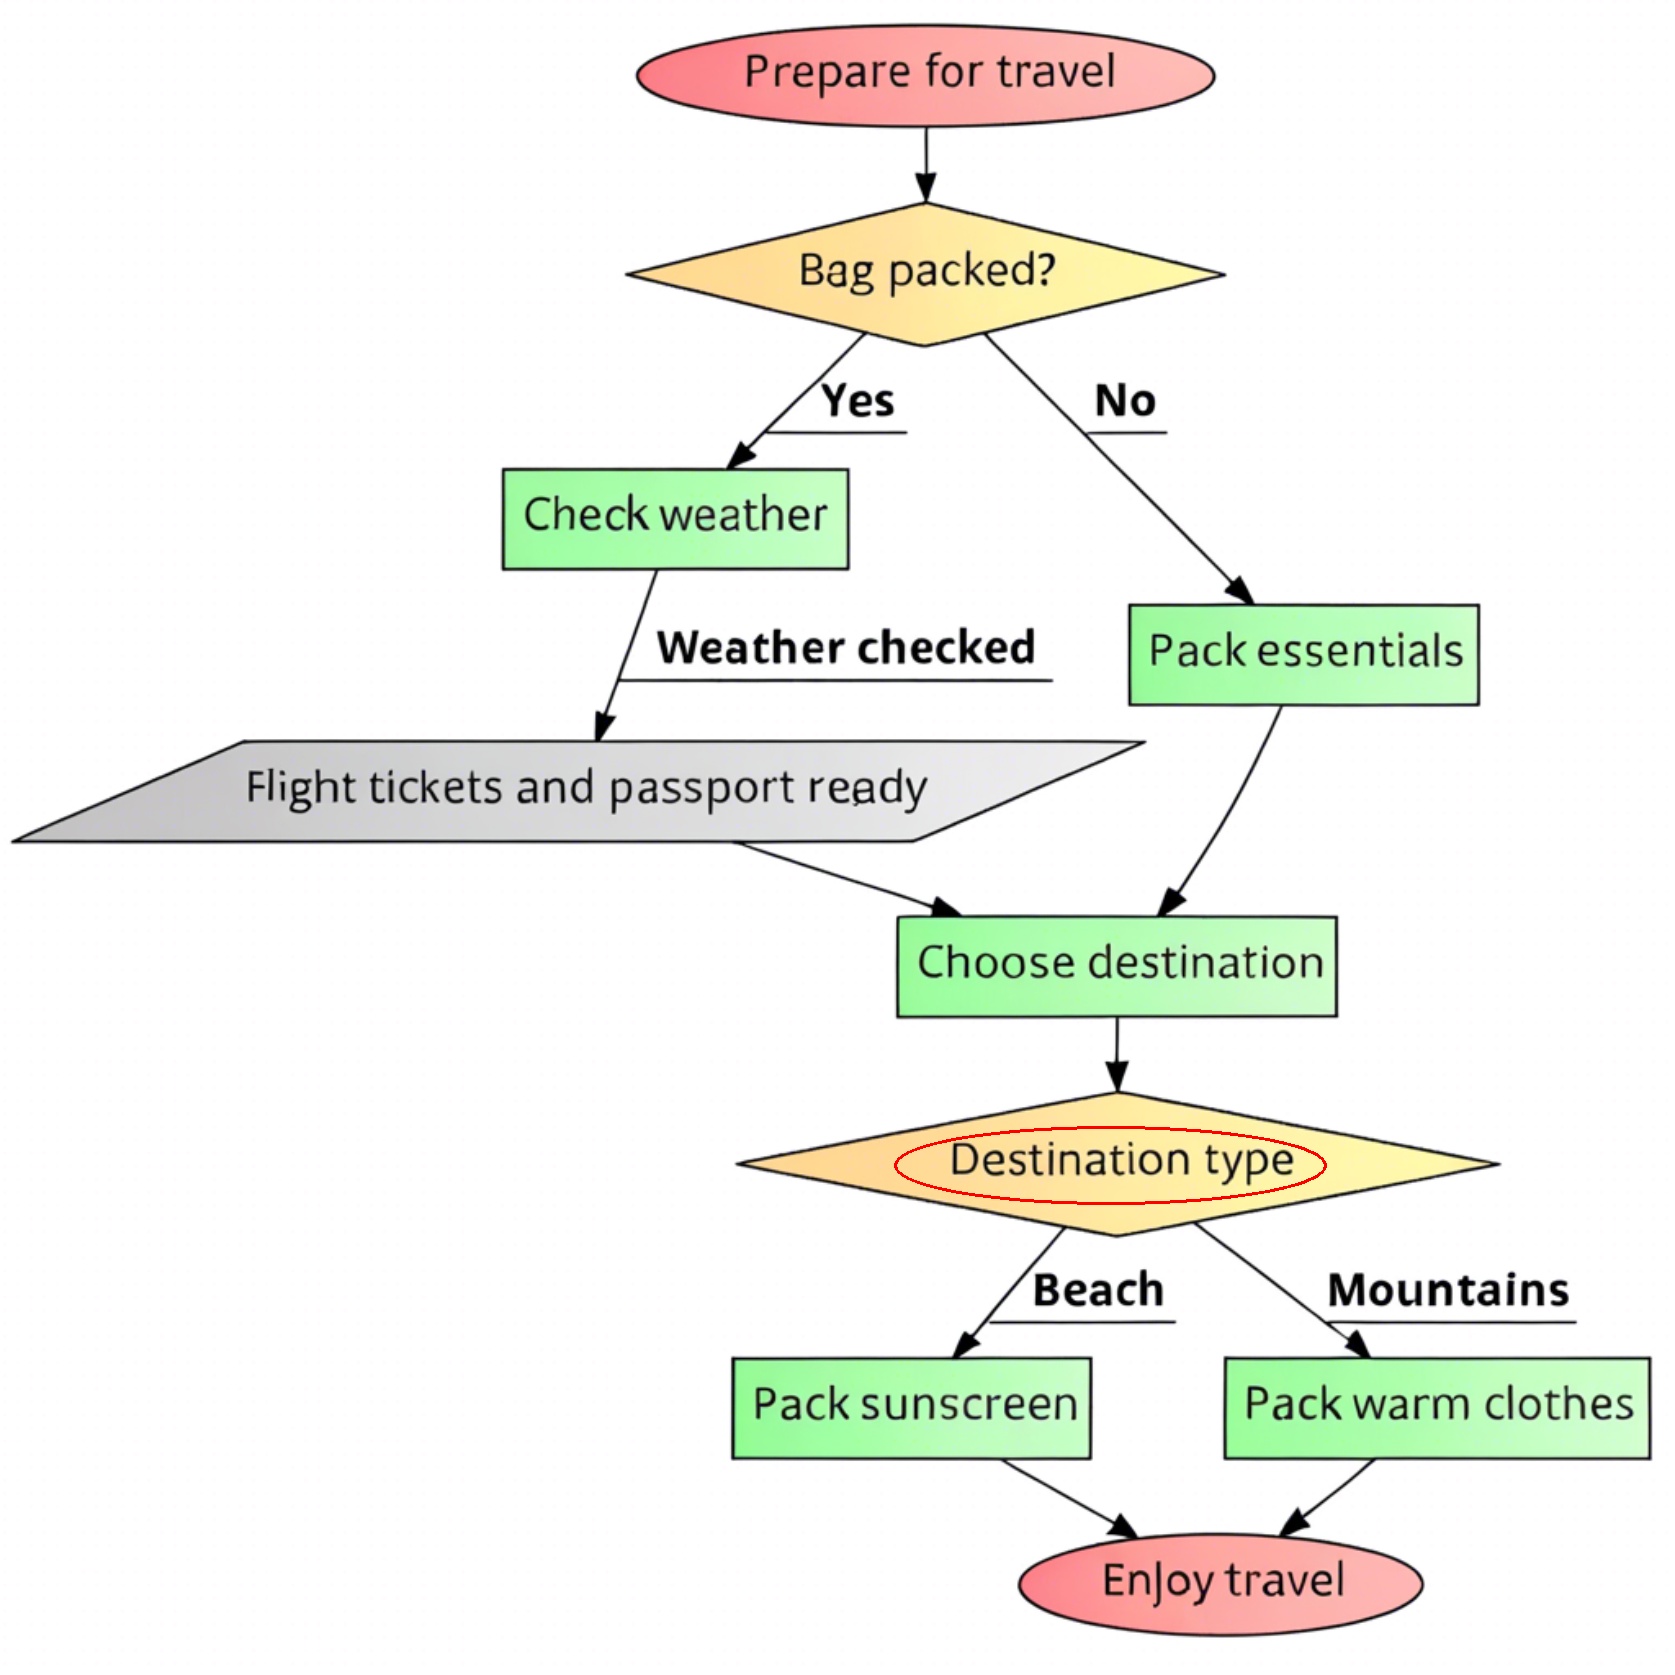 Prepare for travel
Bag packed?
Yes
No
Check weather
Pack essentials
Weather checked
Flight tickets and passport ready
Choose destination
Destination type
Beach
Mountains
Pack sunscreen
Pack warm clothes
Enjoy travel